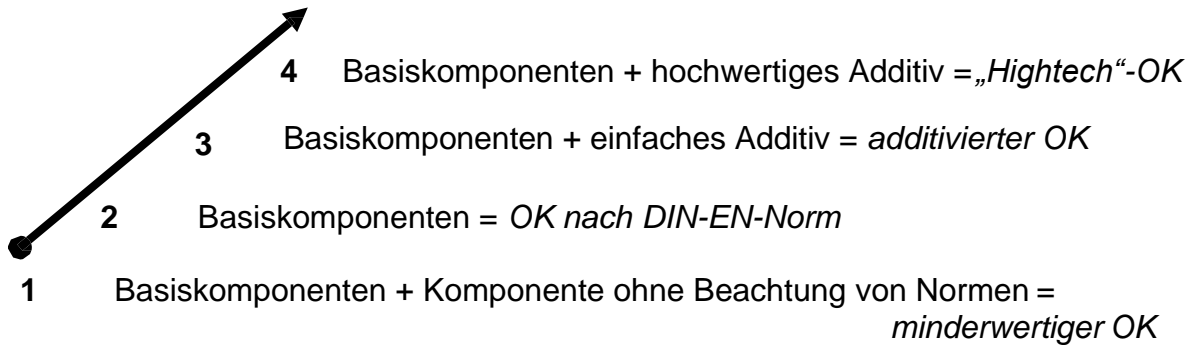 4 Basiskomponenten + hochwertiges Additiv =„Hightech“-OK
3 Basiskomponenten + einfaches Additiv = additivierter OK
2 Basiskomponenten = OK nach DIN-EN-Norm
1 Basiskomponenten + Komponente ohne Beachtung von Normen =
minderwertiger OK